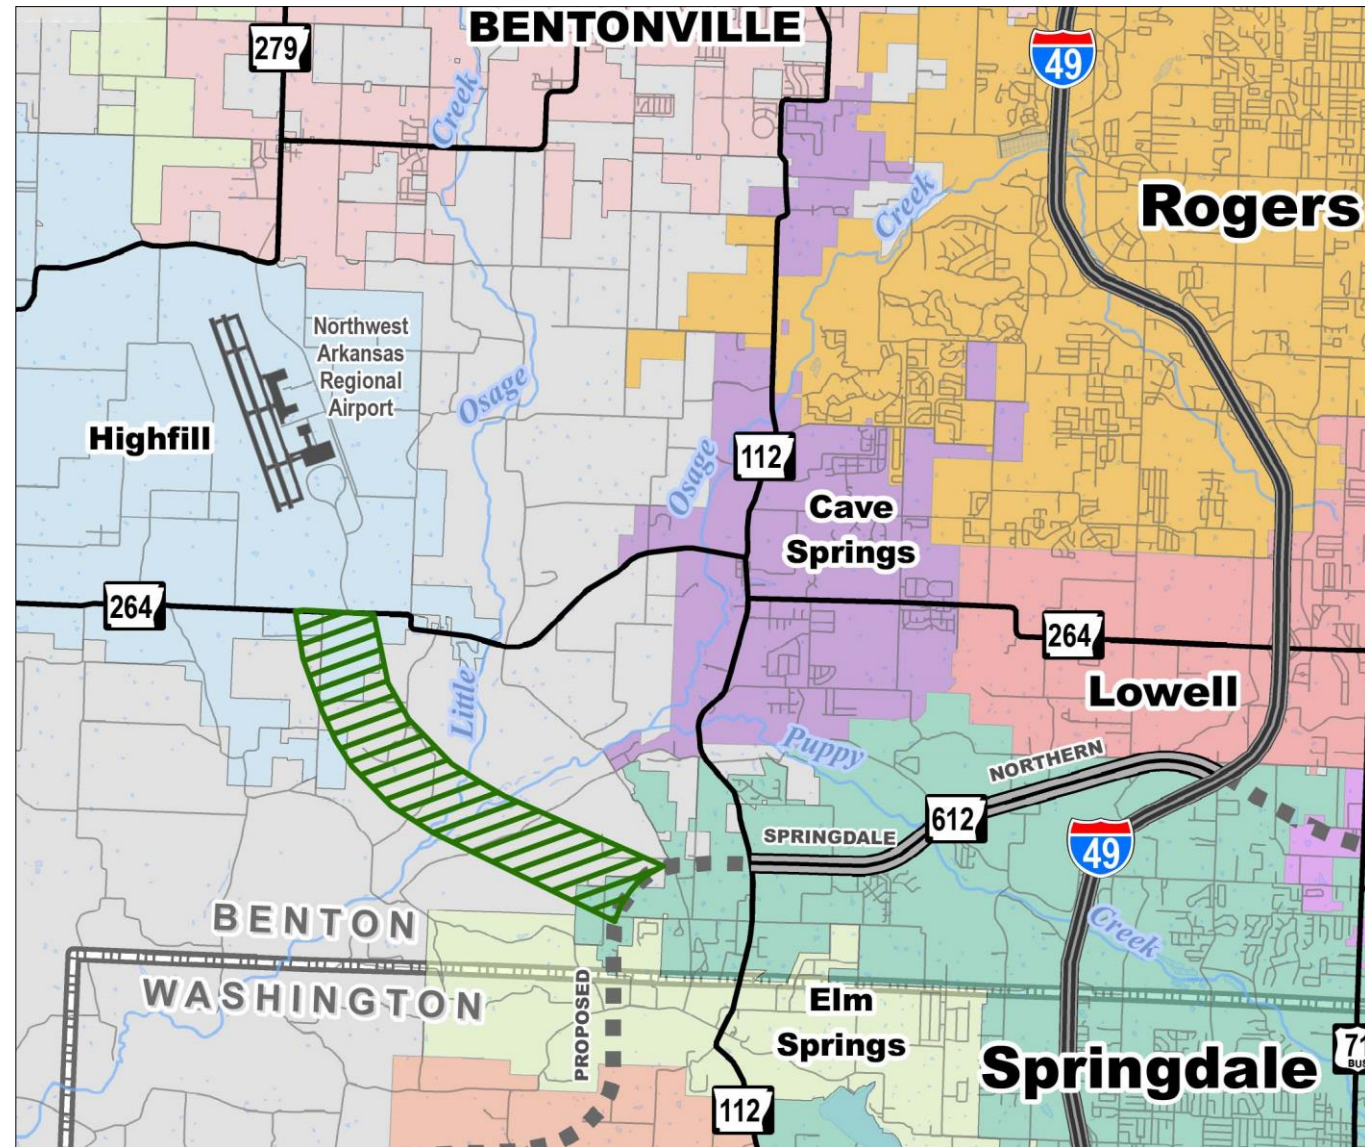 BENTONVILLE
279
49
Creek
Rogers
Creek
Northwest
Arkansas
Regional
Airport
Osage
Highfill
112
Osage
Cave
Springs
264
264
Little
Lowell
Puppy
NORTHERN
612
SPRINGDALE
49
BENTON
Creek
WASHINGTON
PROPOSED
Elm
Springs
71
BUS
Springdale
112